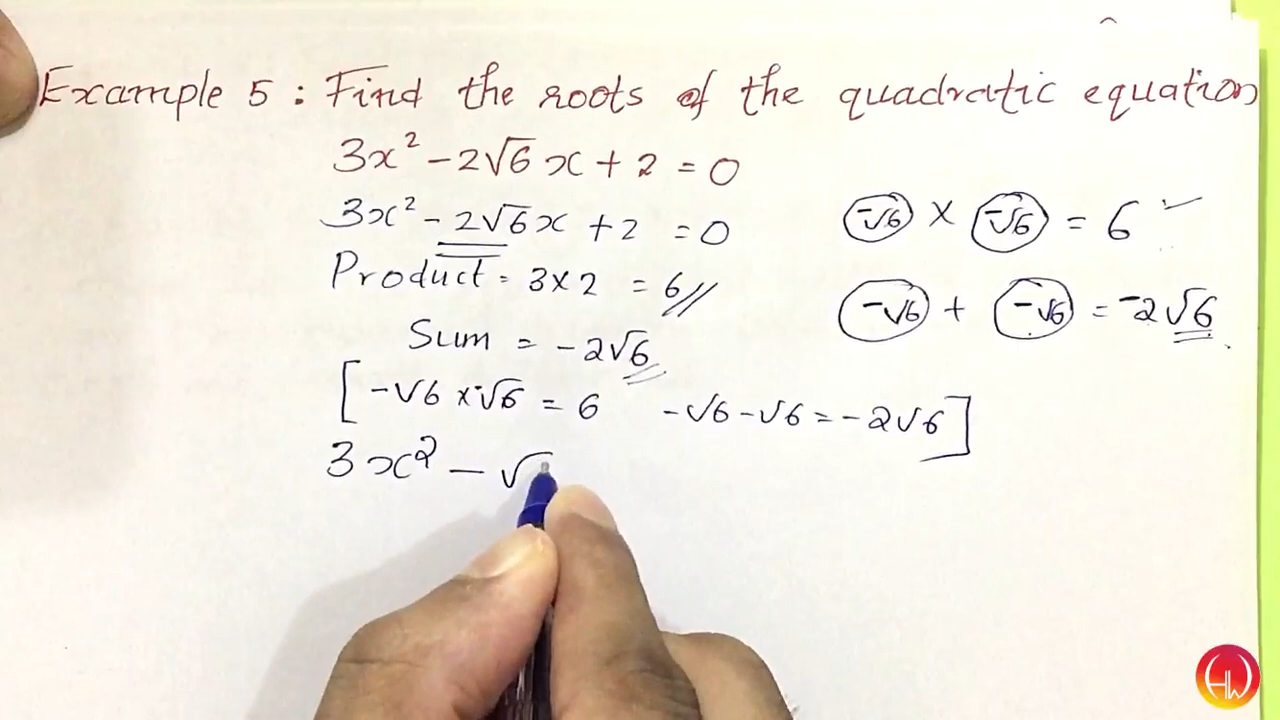 Example 5 : Find the roots of the quadratic equation
3x² - 2√6 x + 2 = 0
3x² - 2√6 x + 2 = 0
Product = 3 × 2 = 6//
Sum = -2√6
[-√6 × -√6 = 6 -√6 - √6 = -2√6]
3x² - √
-√6 × -√6 = 6 ✓
-√6 + -√6 = -2√6
HW